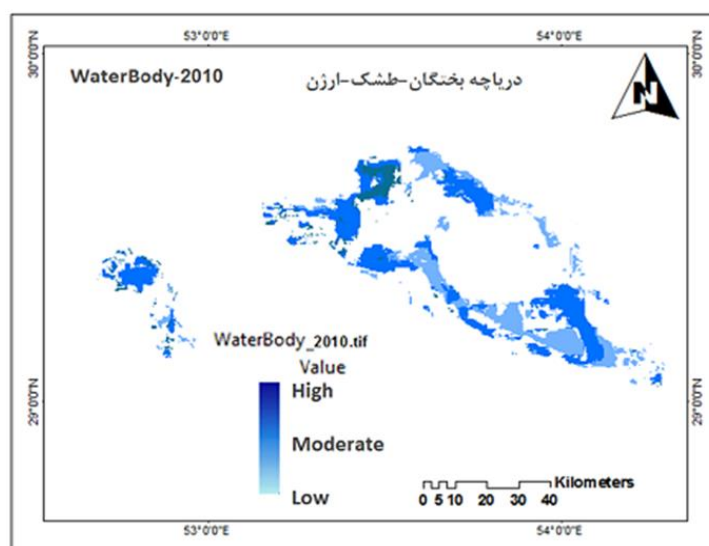 53°0'0"E 54°0'0"E
30°0'0"N 30°0'0"N
WaterBody-2010
دریاچه بختگان-طشک-ارژن
N
WaterBody_2010.tif
Value
High
Moderate
Low
29°0'0"N 29°0'0"N
Kilometers
0 5 10 20 30 40
53°0'0"E 54°0'0"E